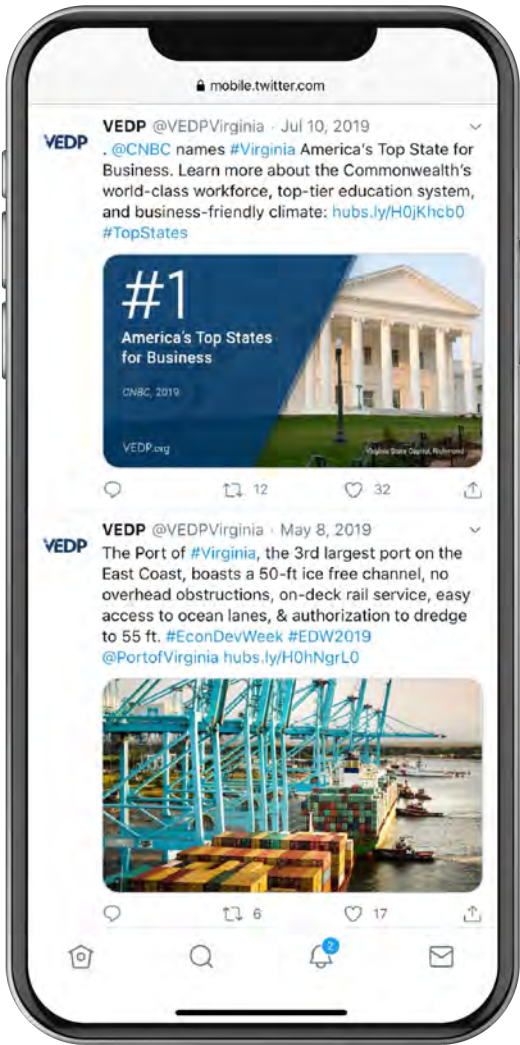 mobile.twitter.com
VEDP
VEDP @VEDPVirginia · Jul 10, 2019
. @CNBC names #Virginia America's Top State for
Business. Learn more about the Commonwealth's
world-class workforce, top-tier education system,
and business-friendly climate: hubs.ly/H0jKhcb0
#TopStates
#1
America's Top States
for Business
CNBC, 2019
VEDP.org
Virginia State Capitol, Richmond
12
32
VEDP
VEDP @VEDPVirginia · May 8, 2019
The Port of #Virginia, the 3rd largest port on the
East Coast, boasts a 50-ft ice free channel, no
overhead obstructions, on-deck rail service, easy
access to ocean lanes, & authorization to dredge
to 55 ft. #EconDevWeek #EDW2019
@PortofVirginia hubs.ly/H0hNgrL0
6
17
2